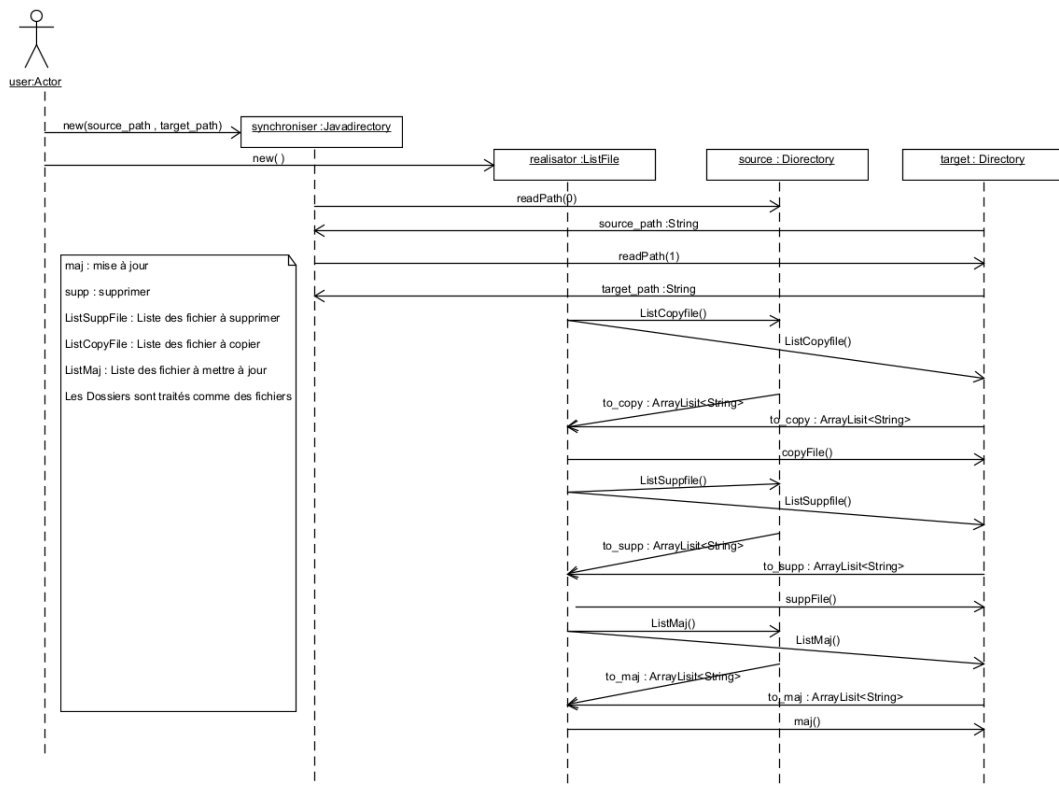 user:Actor
new(source_path , target_path)
synchroniser :Javadirectory
new( )
realisator :ListFile
source : Diorectory
target : Directory
readPath(0)
source_path :String
readPath(1)
target_path :String
maj : mise à jour
supp : supprimer
ListSuppFile : Liste des fichier à supprimer
ListCopyFile : Liste des fichier à copier
ListMaj : Liste des fichier à mettre à jour
Les Dossiers sont traités comme des fichiers
ListCopyfile()
ListCopyfile()
to_copy : ArrayLisit<String>
to_copy : ArrayLisit<String>
copyFile()
ListSuppfile()
ListSuppfile()
to_supp : ArrayLisit<String>
to_supp : ArrayLisit<String>
suppFile()
ListMaj()
ListMaj()
to_maj : ArrayLisit<String>
to_maj : ArrayLisit<String>
maj()